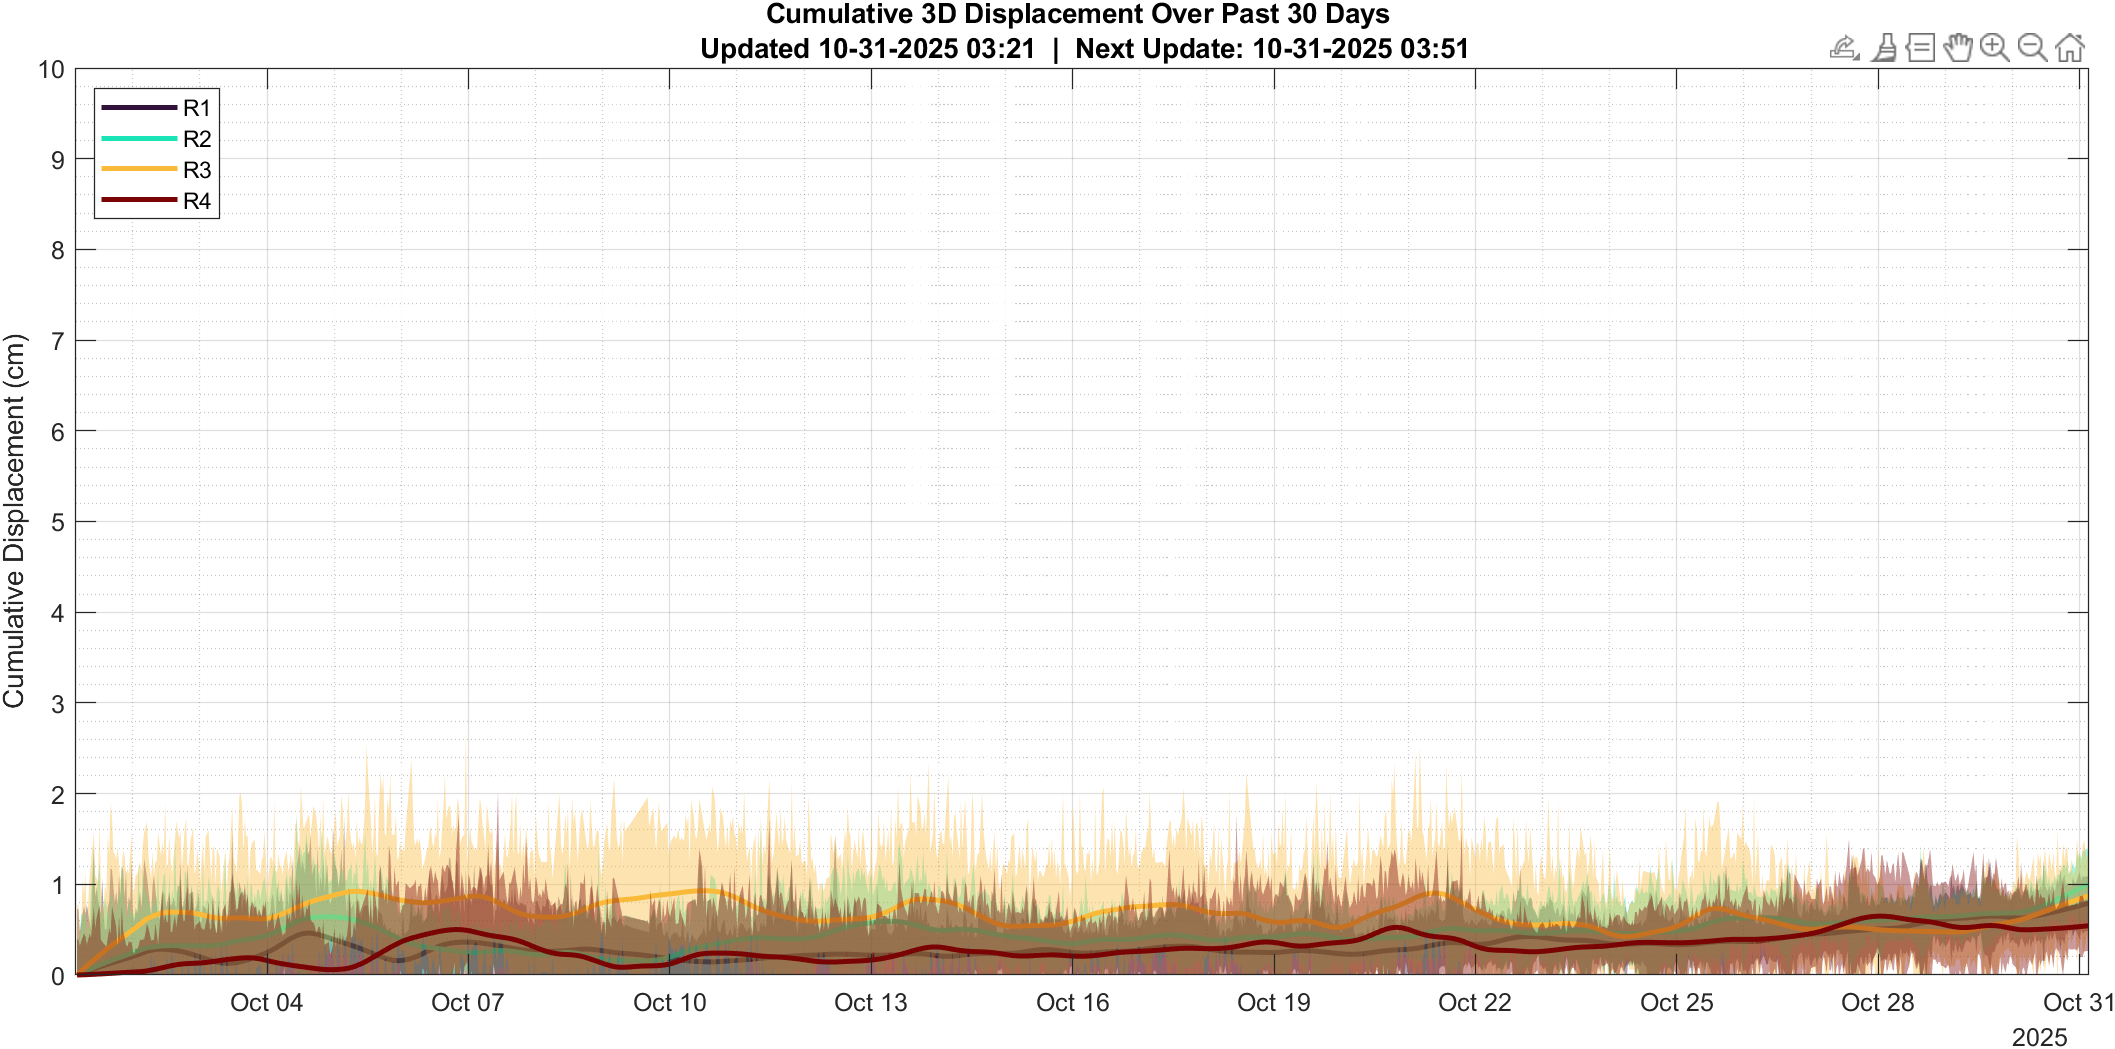 Cumulative 3D Displacement Over Past 30 Days
Updated 10-31-2025 03:21 | Next Update: 10-31-2025 03:51
R1
R2
R3
R4
Cumulative Displacement (cm)
10
9
8
7
6
5
4
3
2
1
0
Oct 04
Oct 07
Oct 10
Oct 13
Oct 16
Oct 19
Oct 22
Oct 25
Oct 28
Oct 31
2025